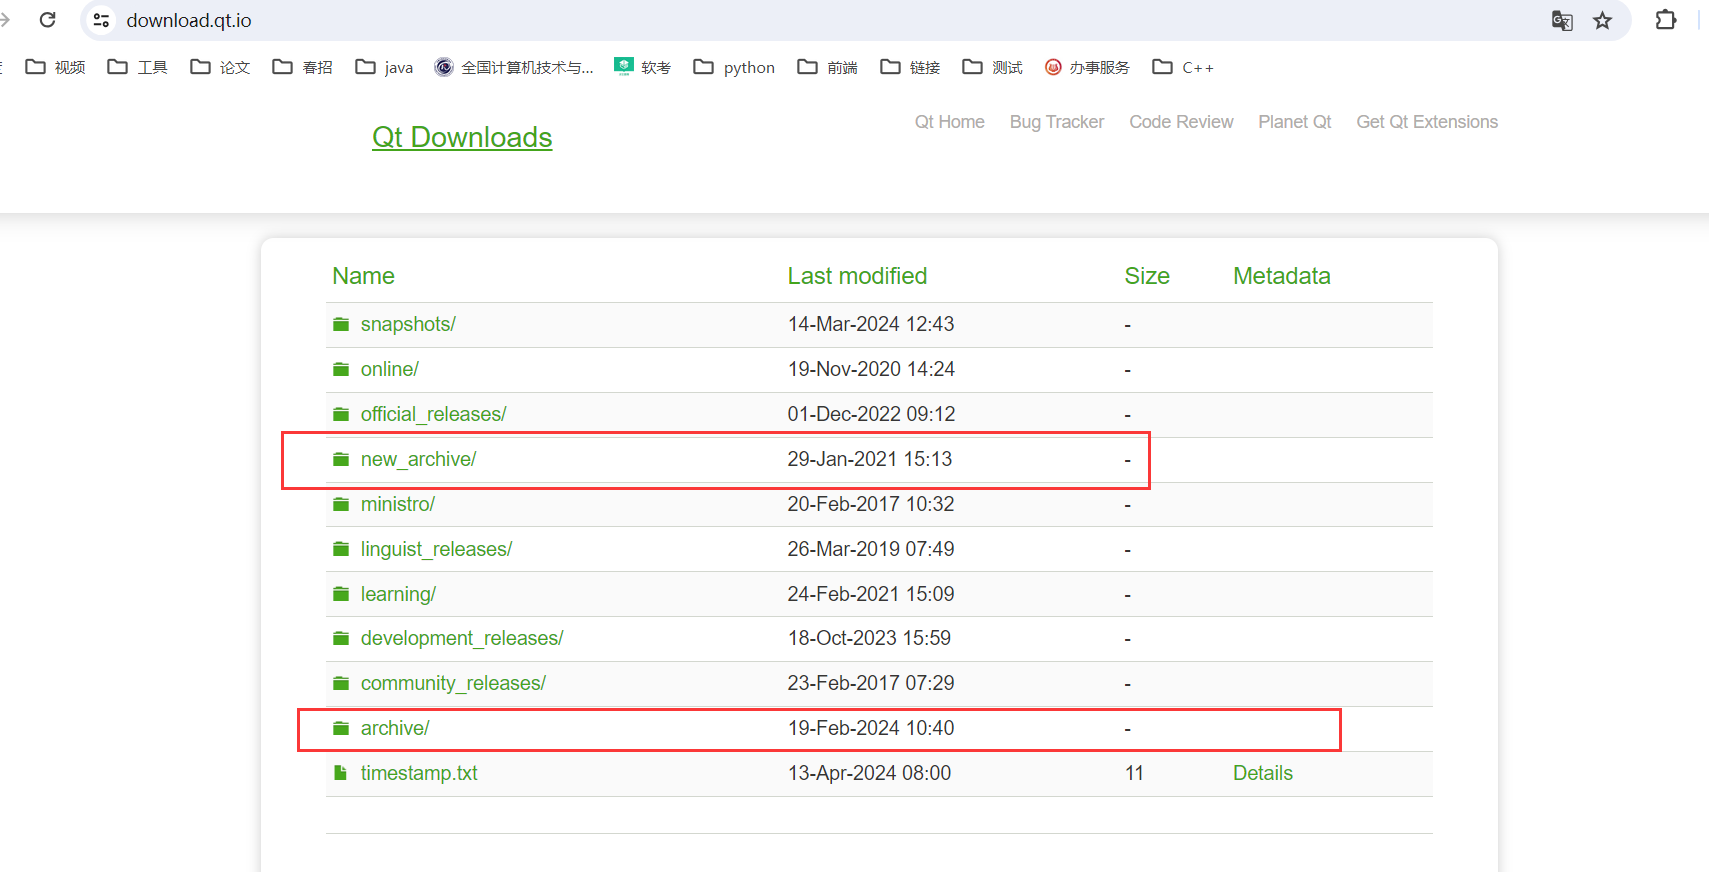 download.qt.io
视频 工具 论文 春招 java 全国计算机技术与... 软考 python 前端 链接 测试 办事服务 C++
Qt Downloads
Qt Home Bug Tracker Code Review Planet Qt Get Qt Extensions
Name Last modified Size Metadata
snapshots/ 14-Mar-2024 12:43 -
online/ 19-Nov-2020 14:24 -
official_releases/ 01-Dec-2022 09:12 -
new_archive/ 29-Jan-2021 15:13 -
ministro/ 20-Feb-2017 10:32 -
linguist_releases/ 26-Mar-2019 07:49 -
learning/ 24-Feb-2021 15:09 -
development_releases/ 18-Oct-2023 15:59 -
community_releases/ 23-Feb-2017 07:29 -
archive/ 19-Feb-2024 10:40 -
timestamp.txt 13-Apr-2024 08:00 11 Details